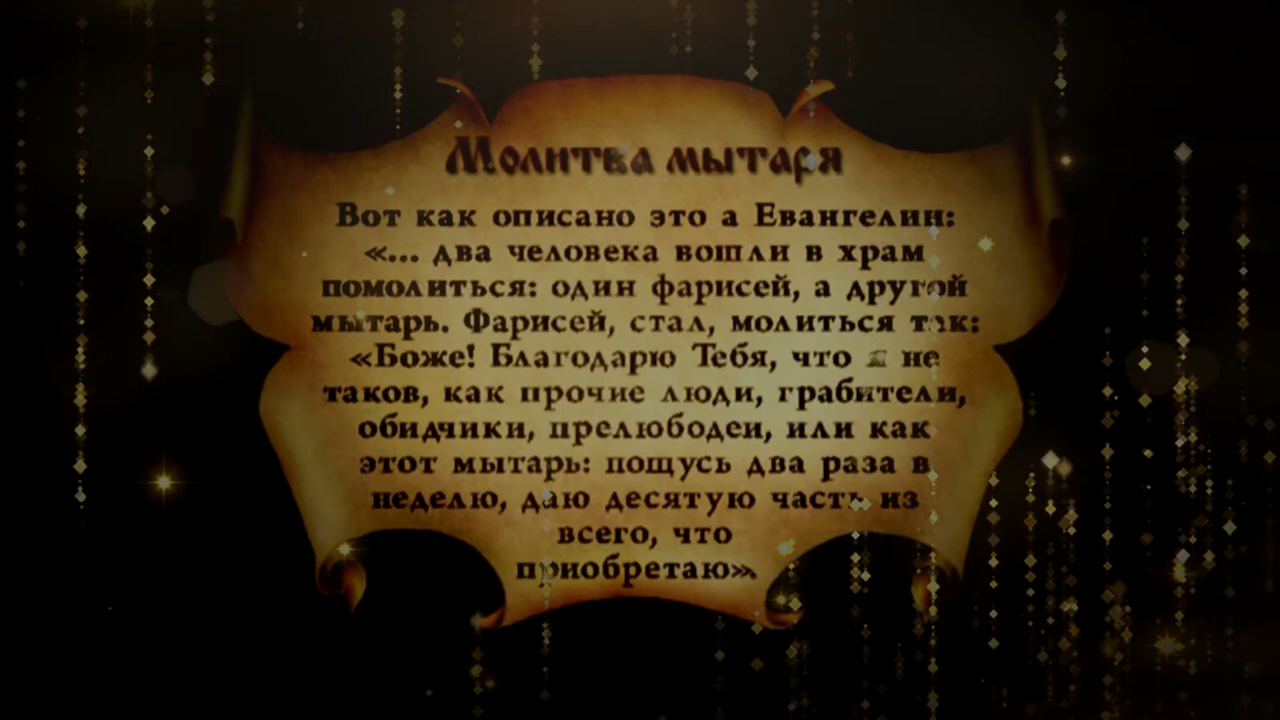 Молитва мытаря
Вот как описано это а Евангелии:
«... два человека вошли в храм
помолиться: один фарисей, а другой
мытарь. Фарисей, стал, молиться так:
«Боже! Благодарю Тебя, что я не
таков, как прочие люди, грабители,
обидчики, прелюбодеи, или как
этот мытарь: пощусь два раза в
неделю, даю десятую часть из
всего, что
приобретаю»